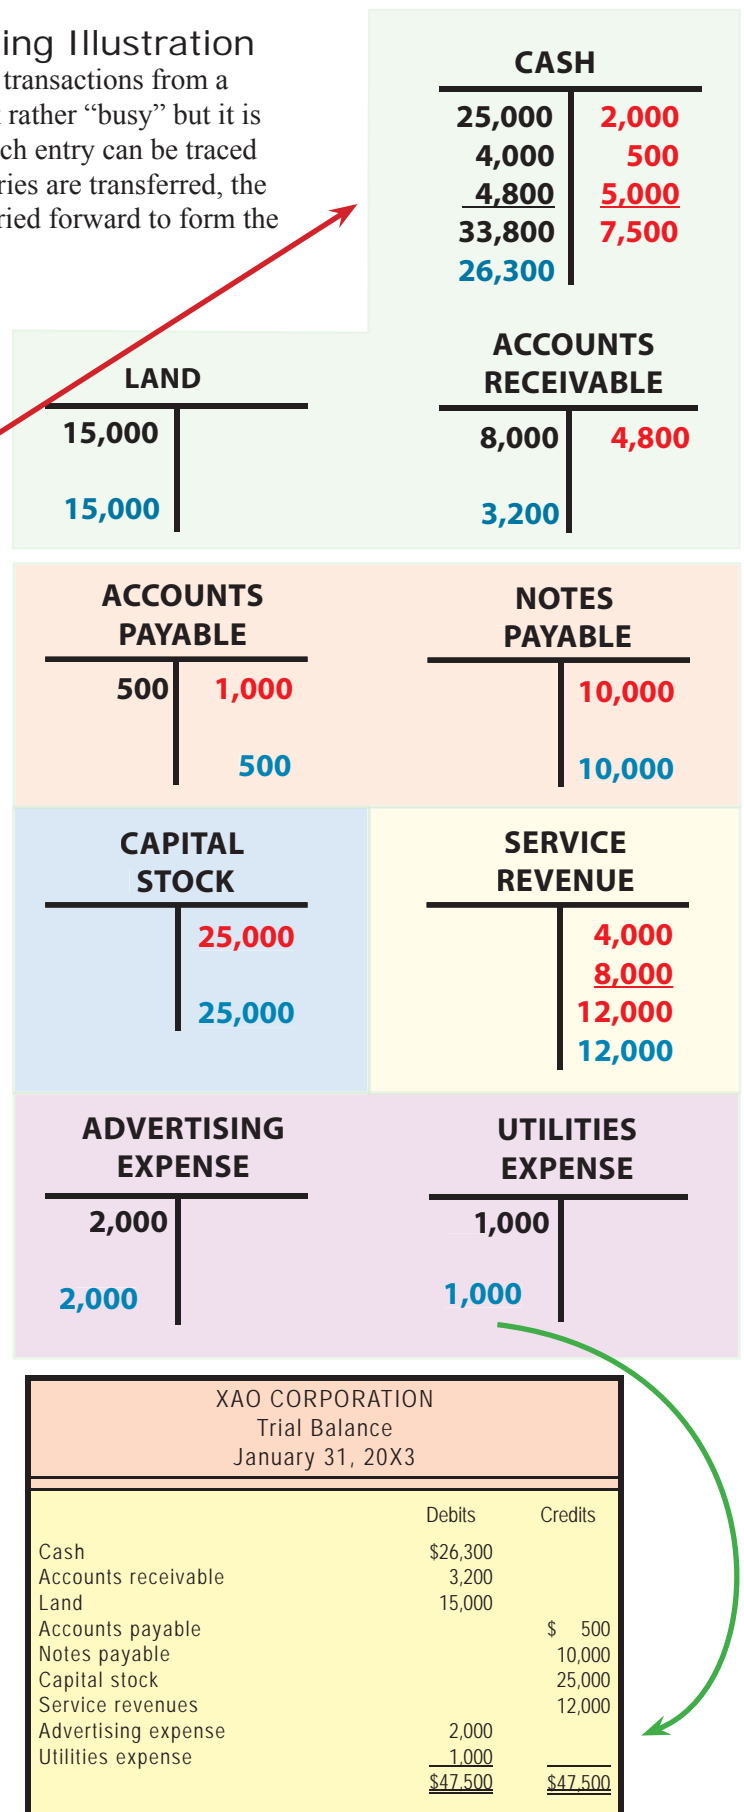 ing Illustration
transactions from a
rather “busy” but it is
ch entry can be traced
ries are transferred, the
ried forward to form the
CASH
25,000 2,000
4,000 500
4,800 5,000
33,800 7,500
26,300
LAND
15,000
15,000
ACCOUNTS
RECEIVABLE
8,000 4,800
3,200
ACCOUNTS
PAYABLE
500 1,000
500
NOTES
PAYABLE
10,000
10,000
CAPITAL
STOCK
25,000
25,000
SERVICE
REVENUE
4,000
8,000
12,000
12,000
ADVERTISING
EXPENSE
2,000
2,000
UTILITIES
EXPENSE
1,000
1,000
XAO CORPORATION
Trial Balance
January 31, 20X3
Debits Credits
Cash $26,300
Accounts receivable 3,200
Land 15,000
Accounts payable $ 500
Notes payable 10,000
Capital stock 25,000
Service revenues 12,000
Advertising expense 2,000
Utilities expense 1,000
$47,500 $47,500